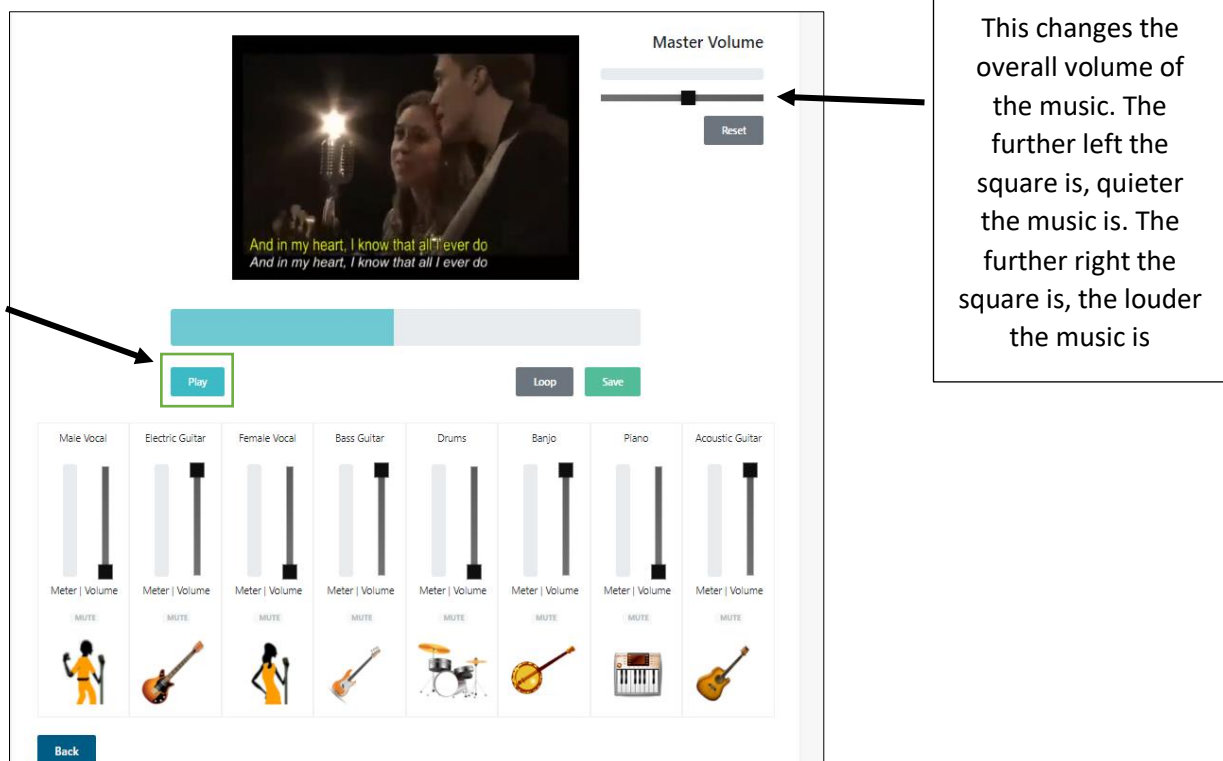 Master Volume
Reset
And in my heart, I know that all I ever do
And in my heart, I know that all I ever do
Play
Loop
Save
Male Vocal
Electric Guitar
Female Vocal
Bass Guitar
Drums
Banjo
Piano
Acoustic Guitar
Meter | Volume
Meter | Volume
Meter | Volume
Meter | Volume
Meter | Volume
Meter | Volume
Meter | Volume
Meter | Volume
MUTE
MUTE
MUTE
MUTE
MUTE
MUTE
MUTE
MUTE
Back
This changes the
overall volume of
the music. The
further left the
square is, quieter
the music is. The
further right the
square is, the louder
the music is